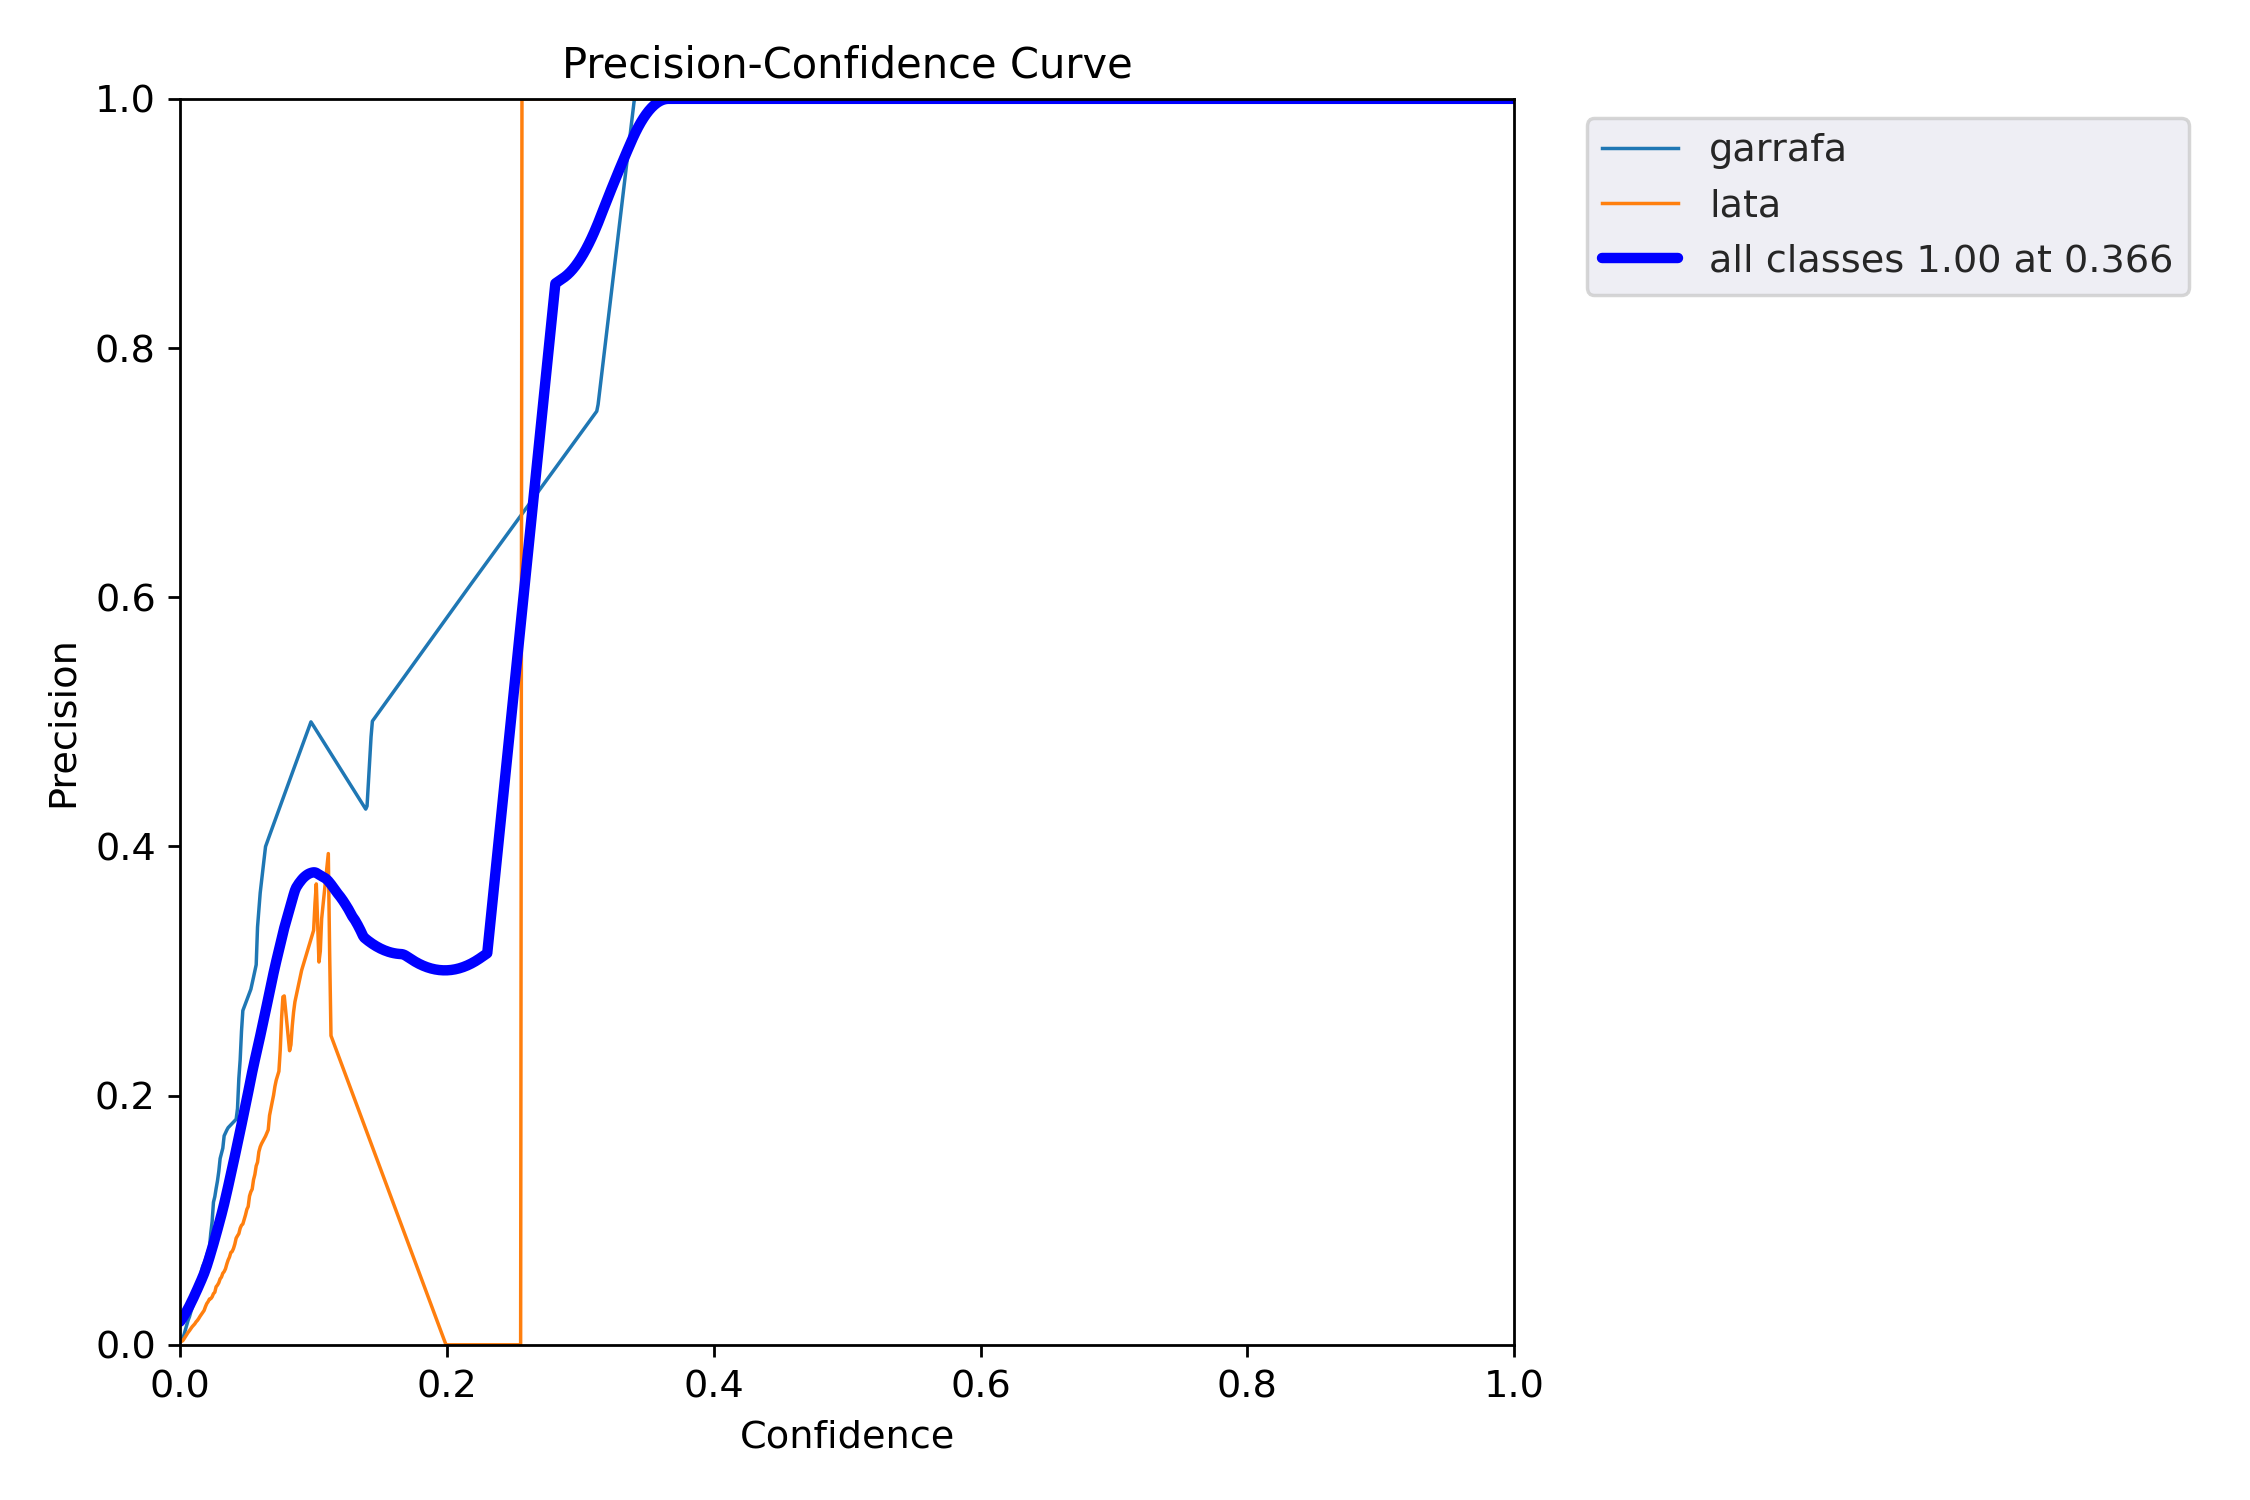 Precision-Confidence Curve
1.0
0.8
0.6
0.4
0.2
0.0
Precision
0.0 0.2 0.4 0.6 0.8 1.0
Confidence
garrafa
lata
all classes 1.00 at 0.366